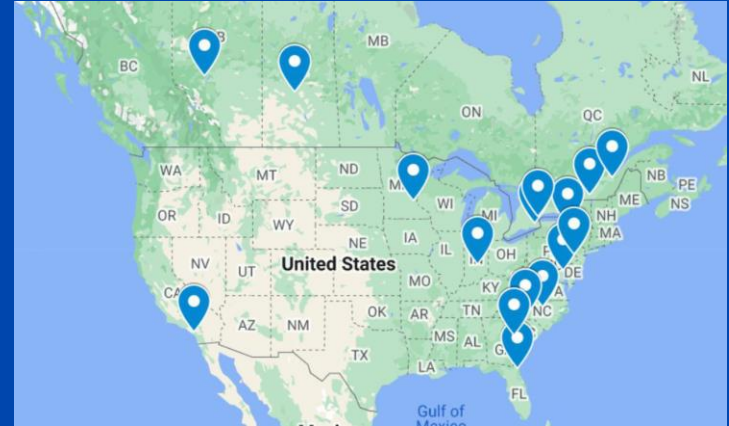 MB
BC
NL
ON
QC
WA
MT
ND
NB
PE
ME
NS
OR
ID
SD
WI
MI
NH
WY
MA
NE
IA
IL
OH
NV
UT
United States
MO
KY
DE
CA
OK
AR
TN
NC
AZ
NM
MS
AL
TX
LA
FL
Gulf of